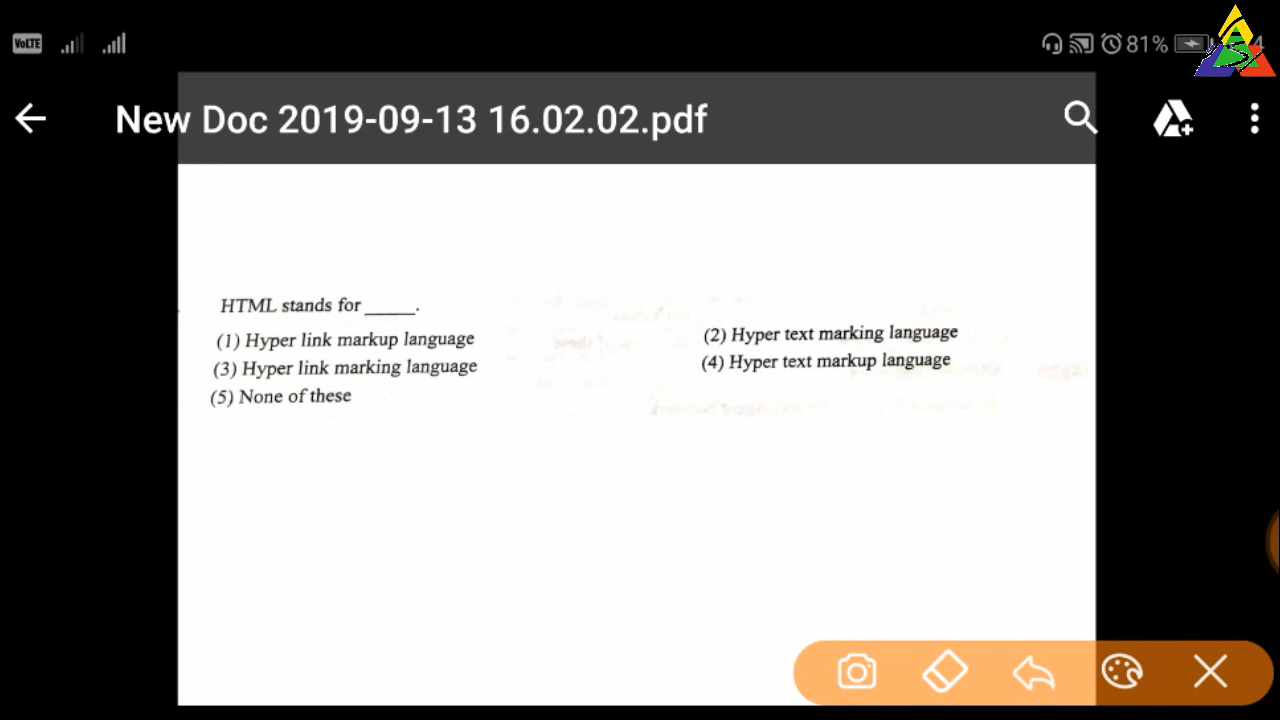 VoLTE 81%
New Doc 2019-09-13 16.02.02.pdf
HTML stands for _____.
(1) Hyper link markup language
(2) Hyper text marking language
(3) Hyper link marking language
(4) Hyper text markup language
(5) None of these